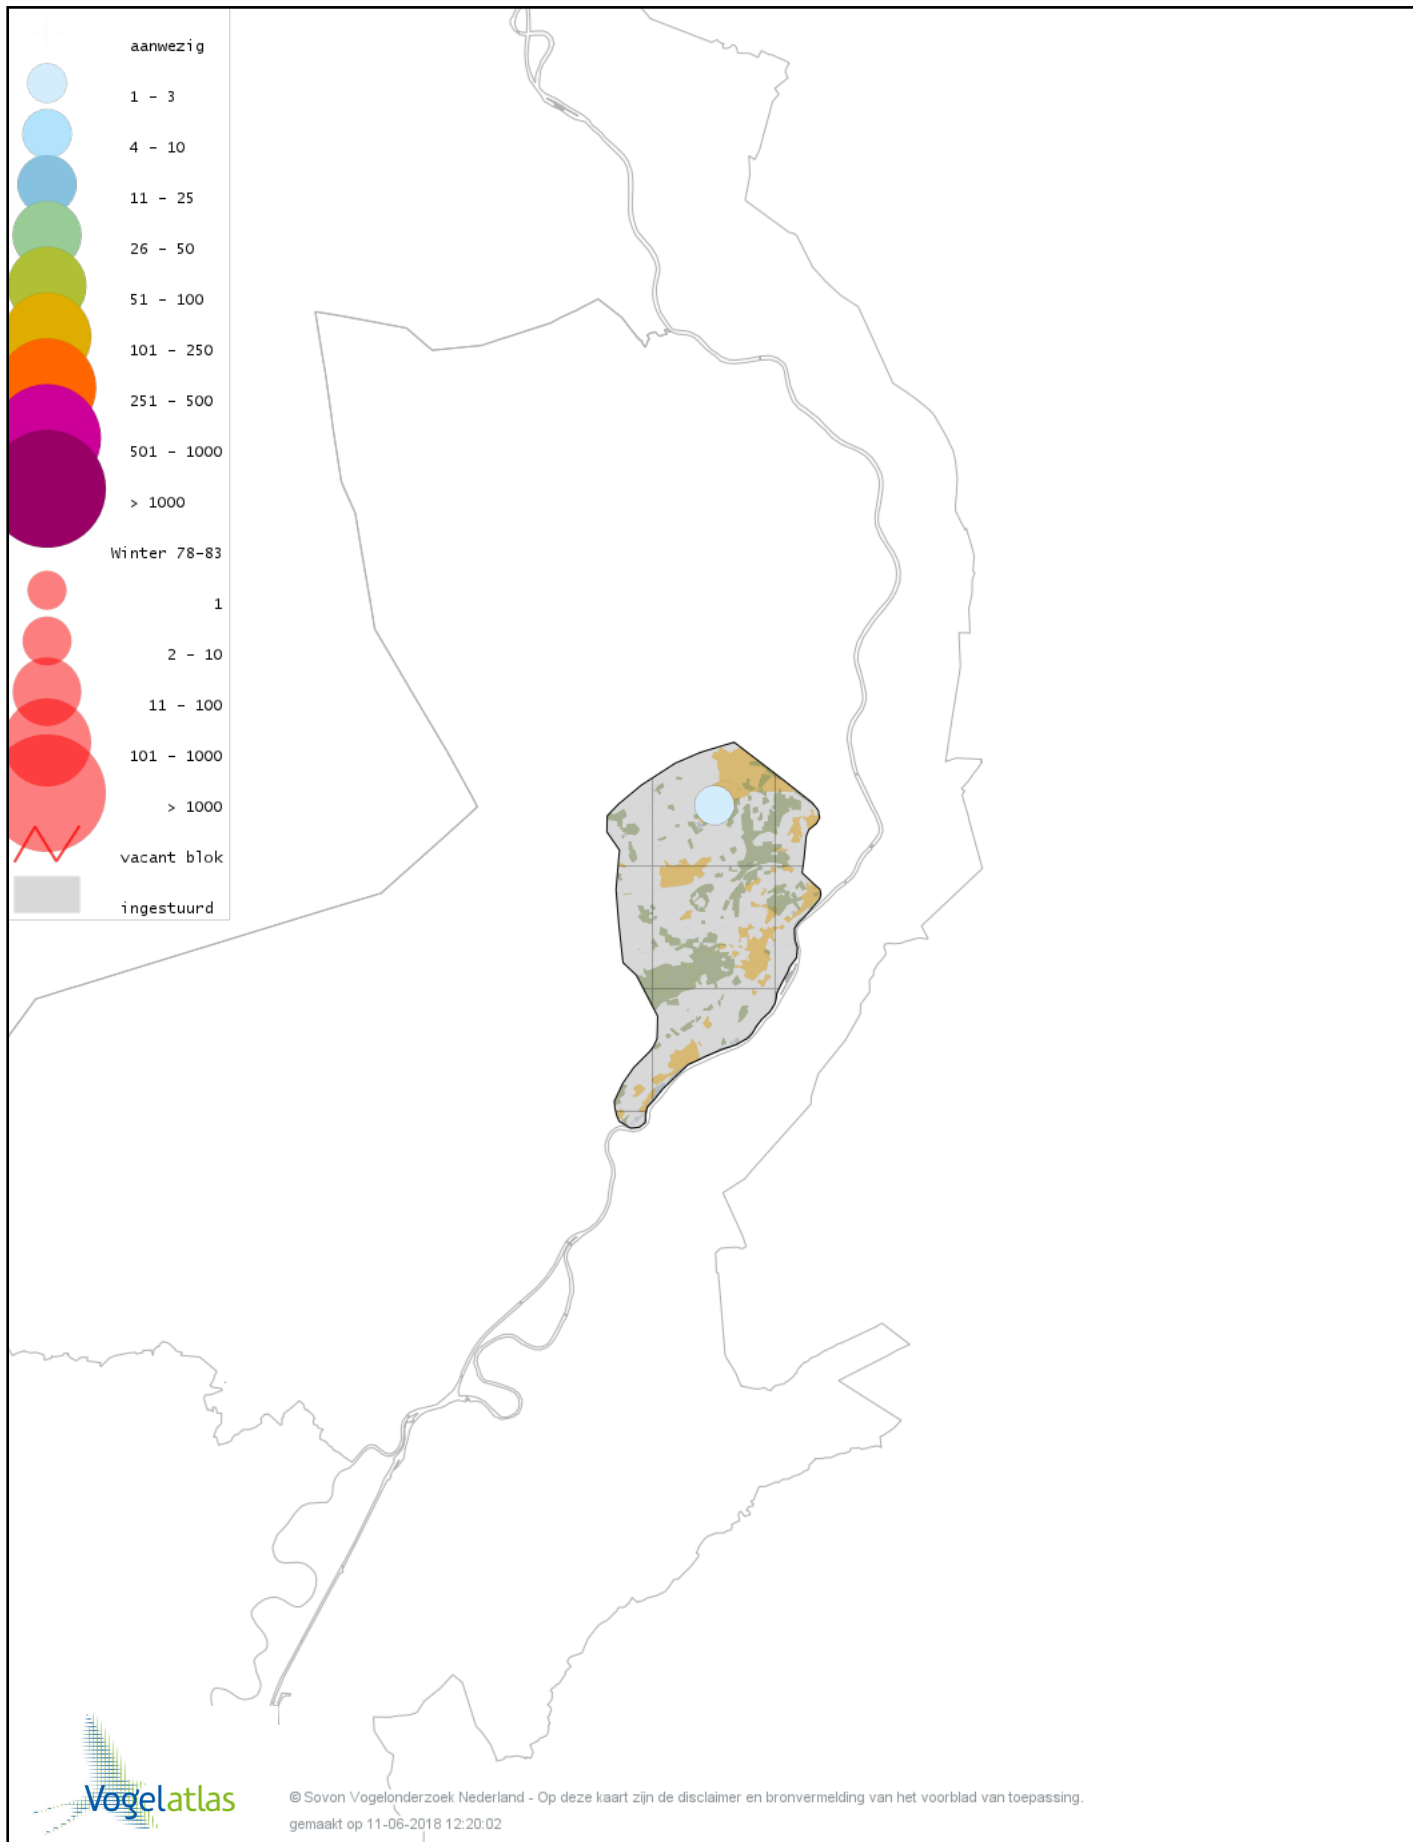 aanwezig
1 - 3
4 - 10
11 - 25
26 - 50
51 - 100
101 - 250
251 - 500
501 - 1000
> 1000
Winter 78-83
1
2 - 10
11 - 100
101 - 1000
> 1000
vacant blok
ingestuurd
Vogelatlas
© Sovon Vogelonderzoek Nederland - Op deze kaart zijn de disclaimer en bronvermelding van het voorblad van toepassing.
gemaakt op 11-06-2018 12:20:02